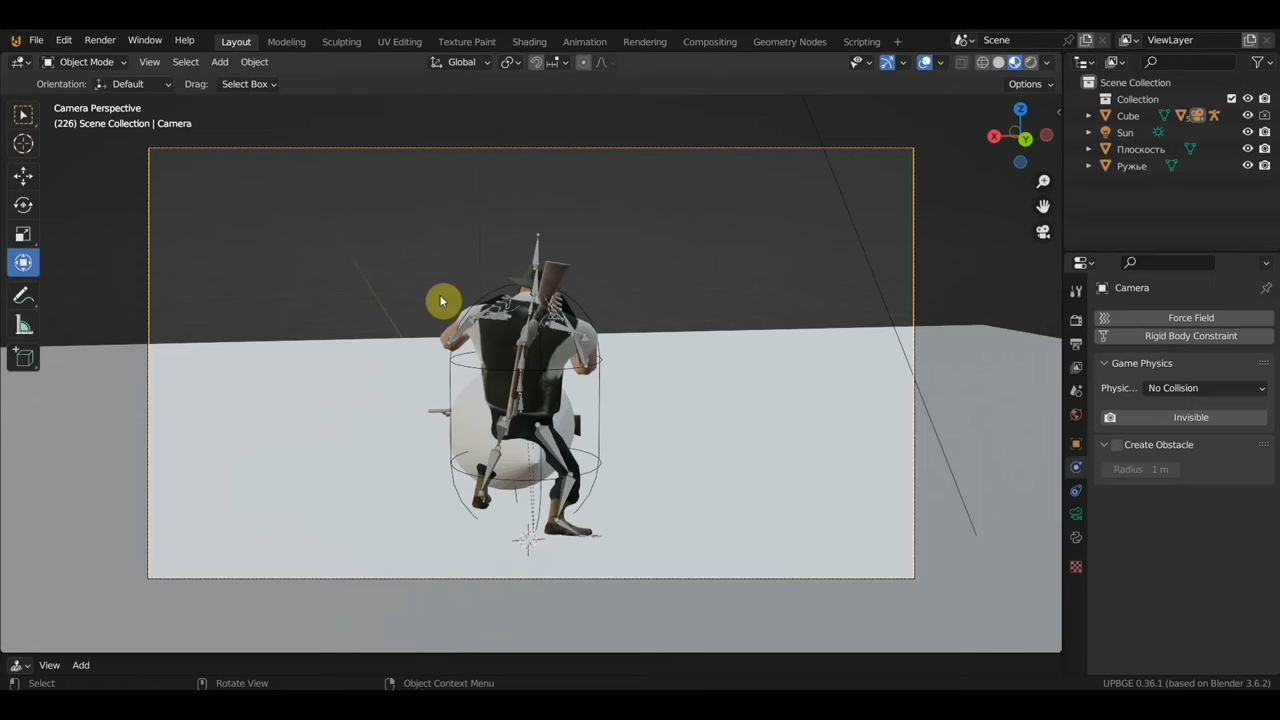 File Edit Render Window Help Layout Modeling Sculpting UV Editing Texture Paint Shading Animation Rendering Compositing Geometry Nodes Scripting + Scene ViewLayer
Object Mode View Select Add Object Global
Orientation: Default Drag: Select Box Options
Camera Perspective
(226) Scene Collection | Camera
Z
X
Y
Scene Collection
Collection
Cube
Sun
Плоскость
Ружье
Camera
Force Field
Rigid Body Constraint
Game Physics
Physic... No Collision
Invisible
Create Obstacle
Radius 1 m
View Add
Select Rotate View Object Context Menu UPBGE 0.36.1 (based on Blender 3.6.2)